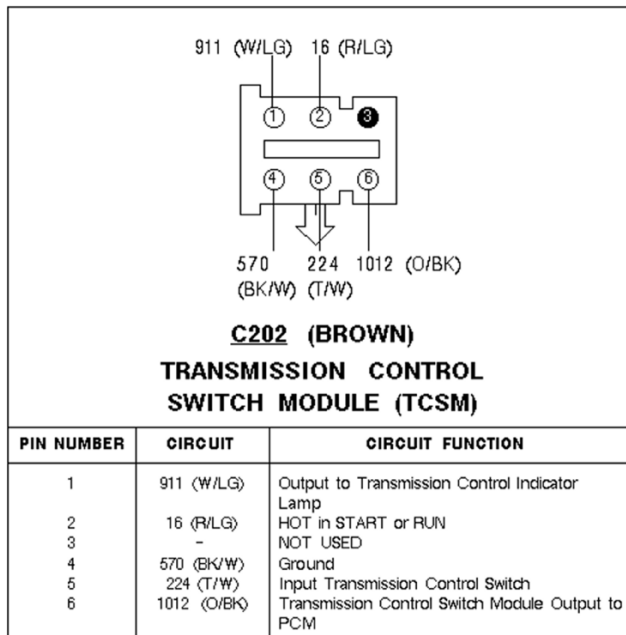 911 (W/LG) 16 (R/LG)
1 2 3
4 5 6
570 224 1012 (O/BK)
(BK/W) (T/W)
C202 (BROWN)
TRANSMISSION CONTROL
SWITCH MODULE (TCSM)
PIN NUMBER CIRCUIT CIRCUIT FUNCTION
1 911 (W/LG) Output to Transmission Control Indicator
Lamp
2 16 (R/LG) HOT in START or RUN
3 - NOT USED
4 570 (BK/W) Ground
5 224 (T/W) Input Transmission Control Switch
6 1012 (O/BK) Transmission Control Switch Module Output to
PCM